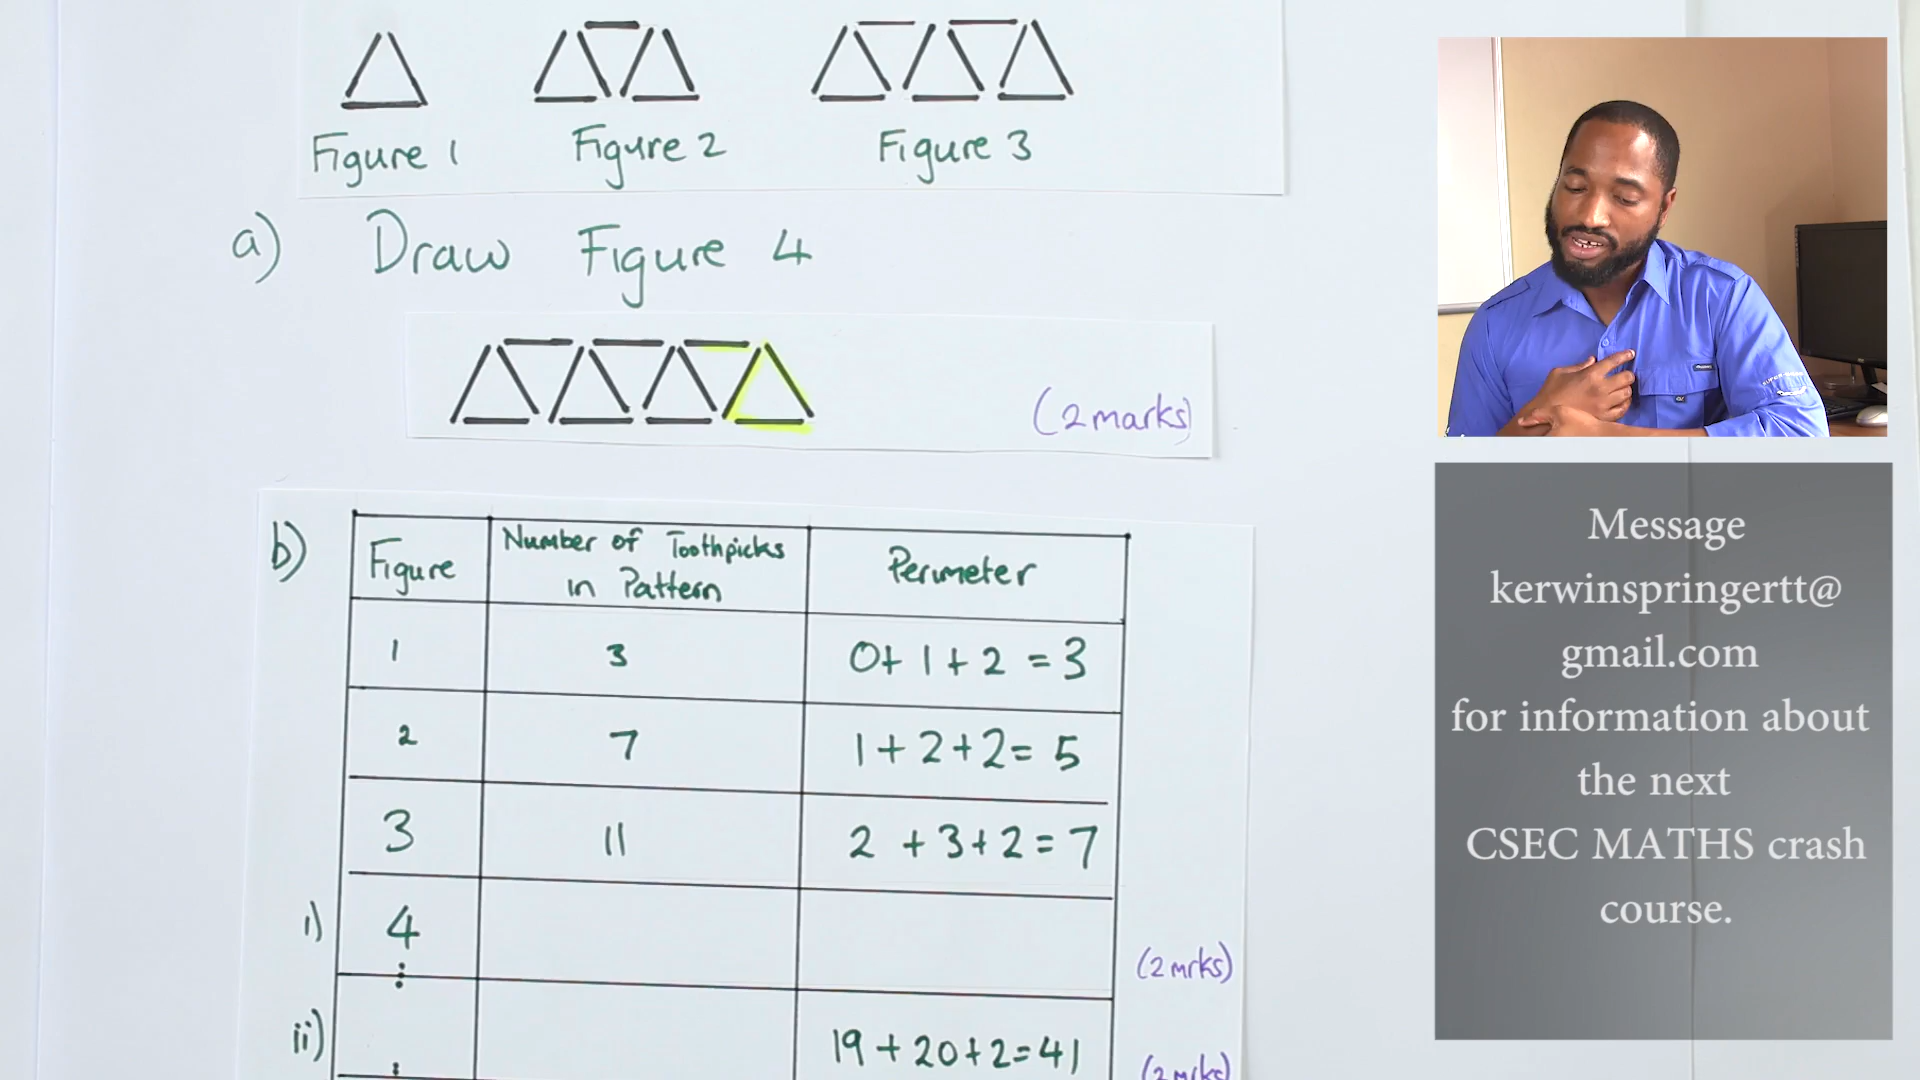 Figure 1
Figure 2
Figure 3
a) Draw Figure 4
(2 marks)
b)
Figure
Number of Toothpicks
in Pattern
Perimeter
1
3
0+ 1 + 2 = 3
2
7
1 + 2 + 2 = 5
3
11
2 + 3 + 2 = 7
i)
4
(2 mrks)
ii)
19 + 20 + 2 = 41
(2 mrks)
Message
kerwinspringertt@
gmail.com
for information about
the next
CSEC MATHS crash
course.